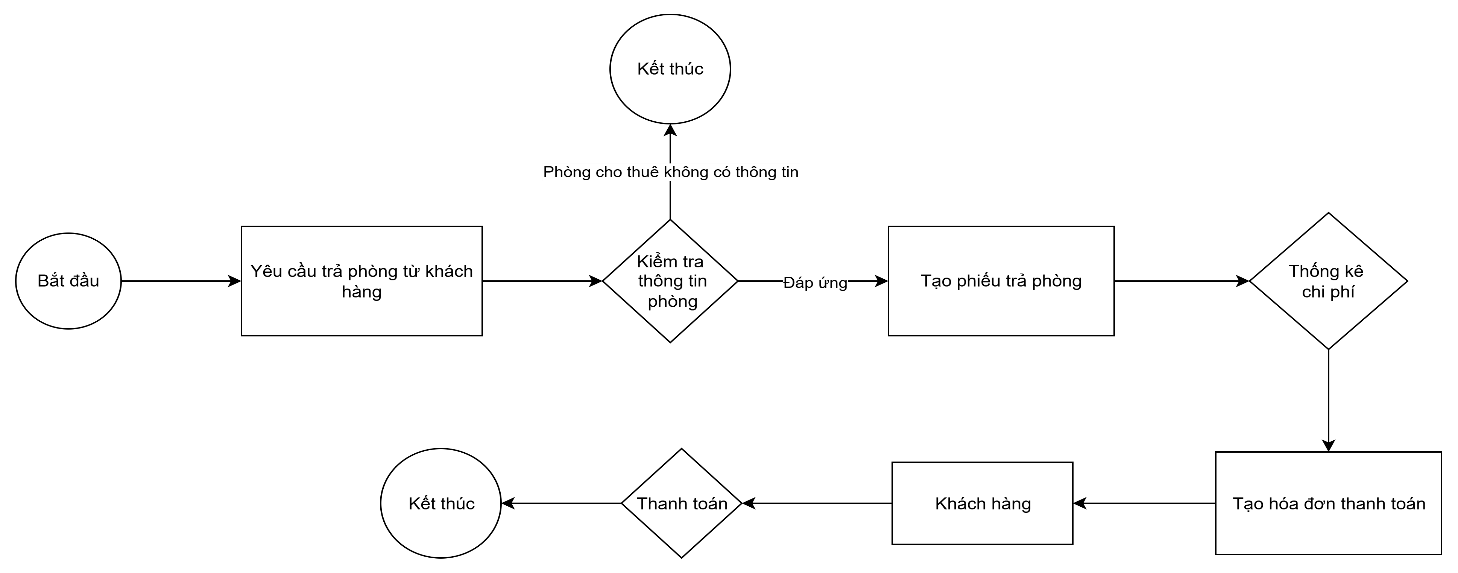 Kết thúc
Phòng cho thuê không có thông tin
Bắt đầu
Yêu cầu trả phòng từ khách
hàng
Kiểm tra
thông tin
phòng
Đáp ứng
Tạo phiếu trả phòng
Thống kê
chi phí
Kết thúc
Thanh toán
Khách hàng
Tạo hóa đơn thanh toán